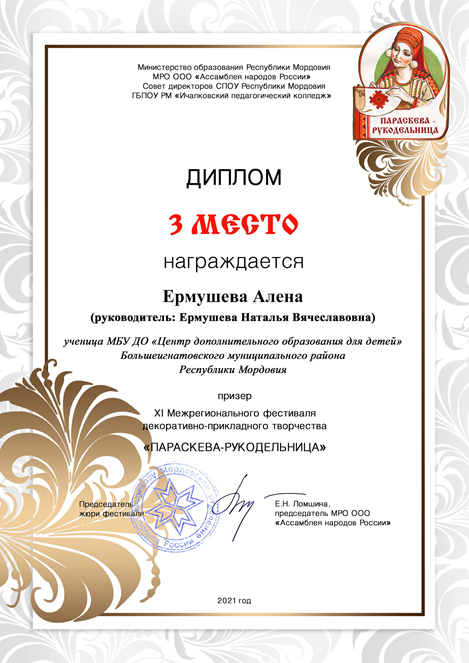 Министерство образования Республики Мордовия
МРО ООО «Ассамблея народов России»
Совет директоров СПОУ Республики Мордовия
ГБПОУ РМ «Ичалковский педагогический колледж»
ПАРАСКЕВА -
РУКОДЕЛЬНИЦА
ДИПЛОМ
3 МЕСТО
награждается
Ермушева Алена
(руководитель: Ермушева Наталья Вячеславовна)
ученица МБУ ДО «Центр дополнительного образования для детей»
Большеигнатовского муниципального района
Республики Мордовия
призер
XI Межрегионального фестиваля
декоративно-прикладного творчества
«ПАРАСКЕВА-РУКОДЕЛЬНИЦА»
Председатель
жюри фестиваля
Е.Н. Ломшина,
председатель МРО ООО
«Ассамблея народов России»
2021 год